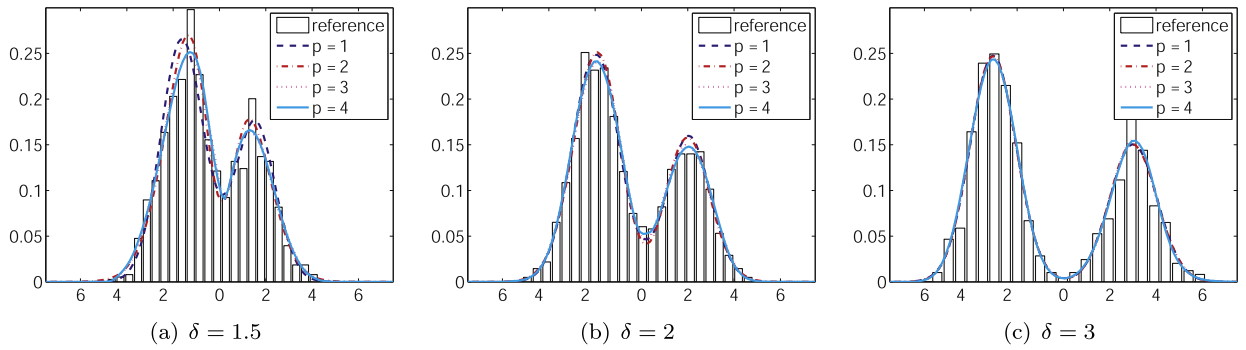 reference
p = 1
p = 2
p = 3
p = 4
0.25
0.2
0.15
0.1
0.05
0
6 4 2 0 2 4 6
(a) δ = 1.5
reference
p = 1
p = 2
p = 3
p = 4
0.25
0.2
0.15
0.1
0.05
0
6 4 2 0 2 4 6
(b) δ = 2
reference
p = 1
p = 2
p = 3
p = 4
0.25
0.2
0.15
0.1
0.05
0
6 4 2 0 2 4 6
(c) δ = 3